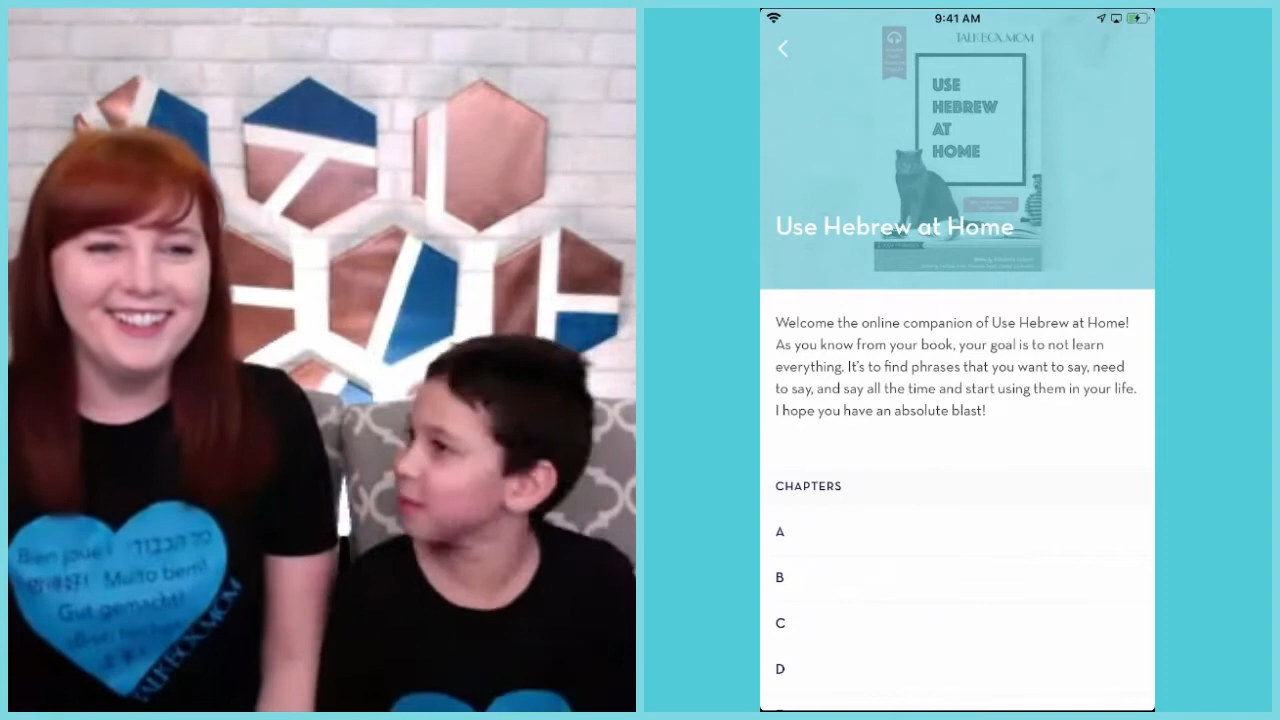 Bien joué!
כל הכבוד!
Muito bem!
Gut gemacht!
TALKBOX.MOM
9:41 AM
TALKBOX.MOM
USE
HEBREW
AT
HOME
Use Hebrew at Home
Welcome the online companion of Use Hebrew at Home!
As you know from your book, your goal is to not learn
everything. It's to find phrases that you want to say, need
to say, and say all the time and start using them in your life.
I hope you have an absolute blast!
CHAPTERS
A
B
C
D